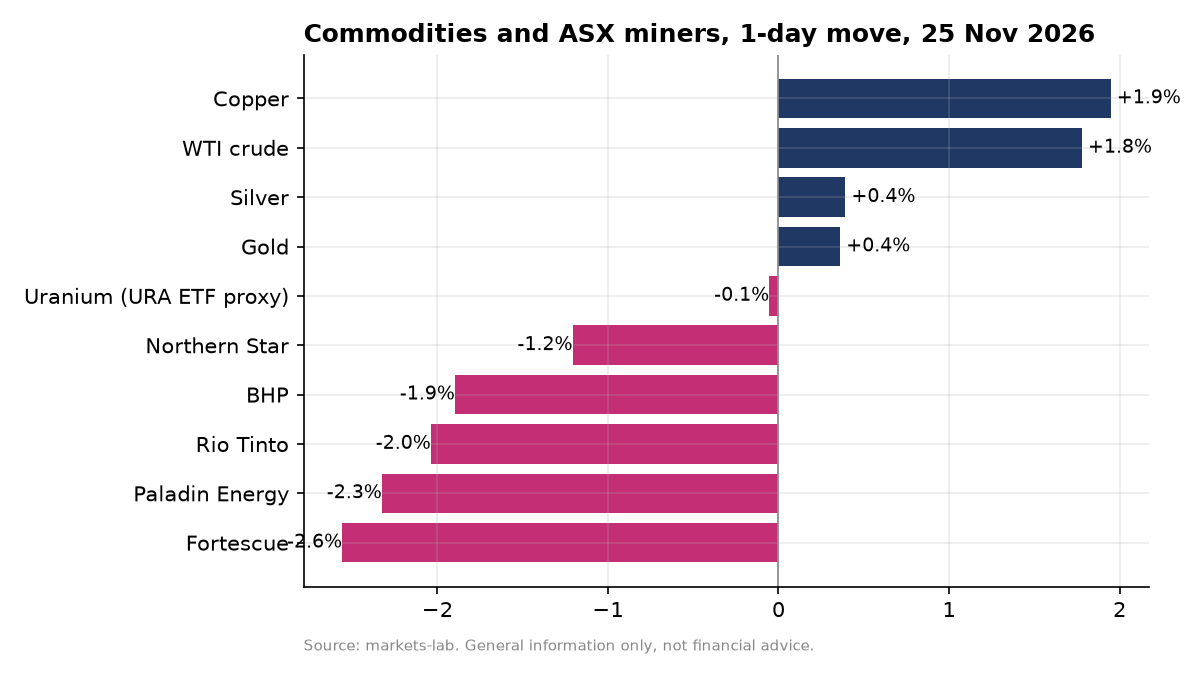 Commodities and ASX miners, 1-day move, 25 Nov 2026
Copper +1.9%
WTI crude +1.8%
Silver +0.4%
Gold +0.4%
Uranium (URA ETF proxy) -0.1%
Northern Star -1.2%
BHP -1.9%
Rio Tinto -2.0%
Paladin Energy -2.3%
Fortescue -2.6%
−2 −1 0 1 2
Source: markets-lab. General information only, not financial advice.